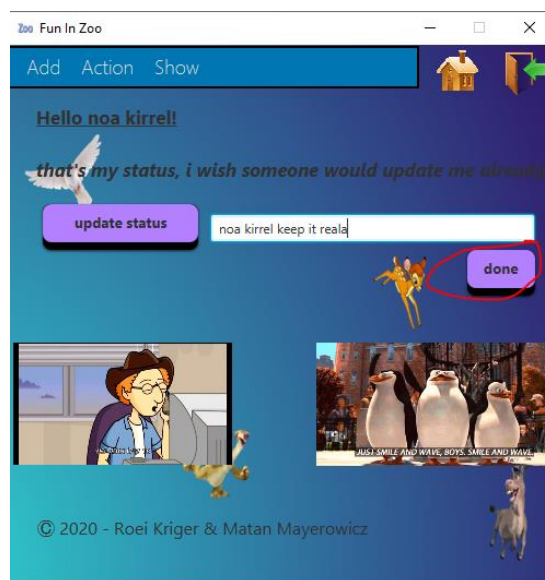 Zoo Fun In Zoo
Add Action Show
Hello noa kirrel!
that's my status, i wish someone would update me already
update status
noa kirrel keep it reala
done
JUST SMILE AND WAVE, BOYS. SMILE AND WAVE.
© 2020 - Roei Kriger & Matan Mayerowicz